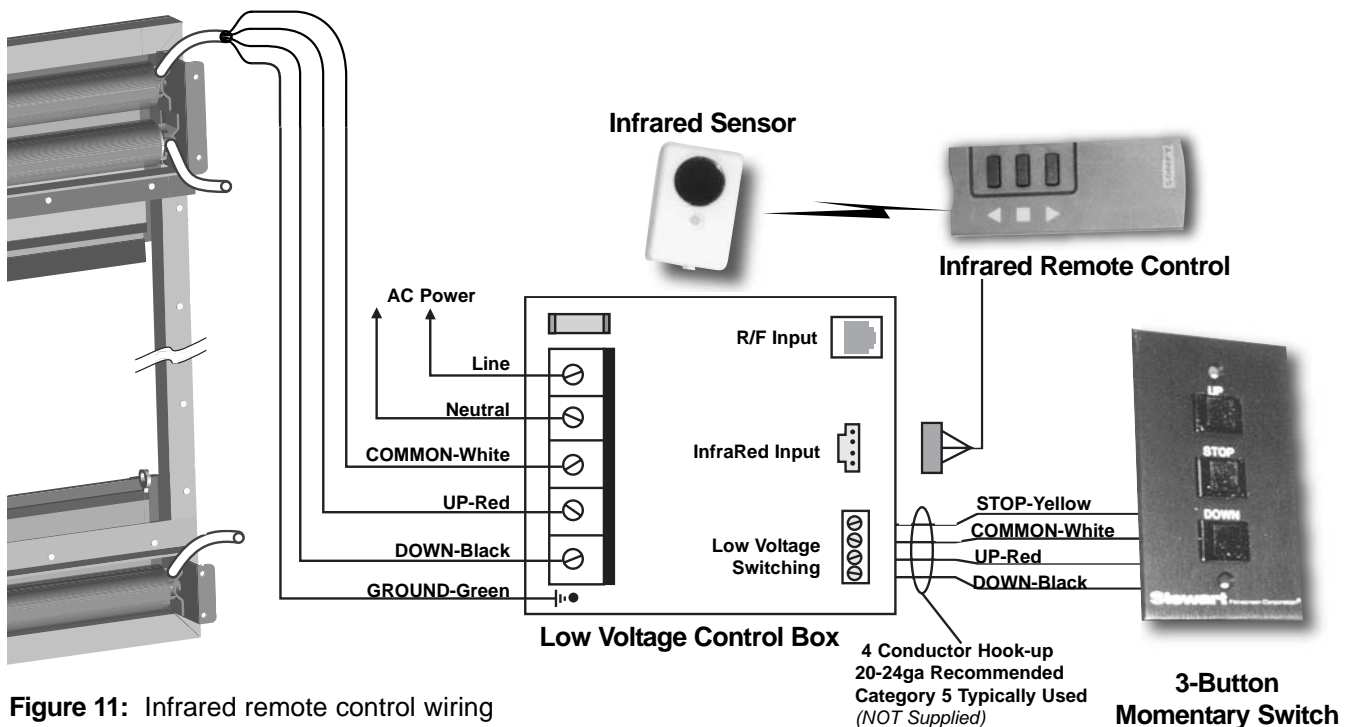 Infrared Sensor
SOMFY
Infrared Remote Control
AC Power
R/F Input
Line
Neutral
COMMON-White
InfraRed Input
UP-Red
DOWN-Black
Low Voltage
Switching
GROUND-Green
STOP-Yellow
COMMON-White
UP-Red
DOWN-Black
UP
STOP
DOWN
Stewart
Low Voltage Control Box
4 Conductor Hook-up
20-24ga Recommended
Category 5 Typically Used
(NOT Supplied)
3-Button
Momentary Switch
Figure 11: Infrared remote control wiring